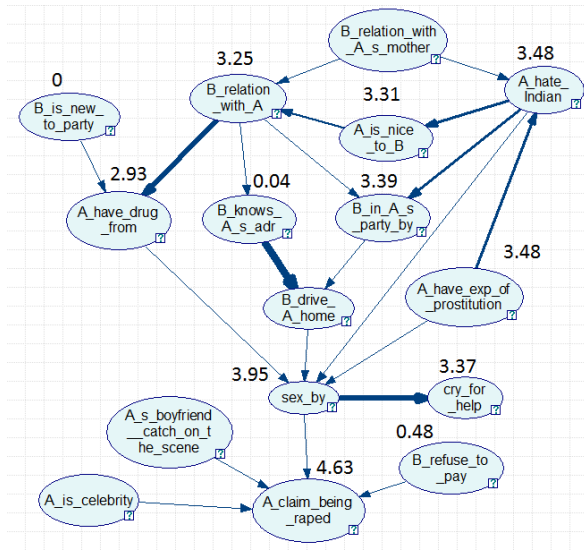 B_relation_with
_A_s_mother
3.25
3.48
0
B_relation
_with_A
A_hate_
Indian
3.31
B_is_new_
to_party
?
?
?
A_is_nice
_to_B
?
?
2.93
0.04
3.39
A_have_drug
_from
B_knows_
A_s_adr
B_in_A_s
_party_by
?
?
?
3.48
B_drive_
A_home
A_have_exp_of
_prostitution
?
?
3.95
3.37
sex_by
cry_for
_help
?
?
A_s_boyfriend
__catch_on_t
he_scene
0.48
?
4.63
B_refuse_to
_pay
?
A_is_celebrity
A_claim_being
_raped
?
?